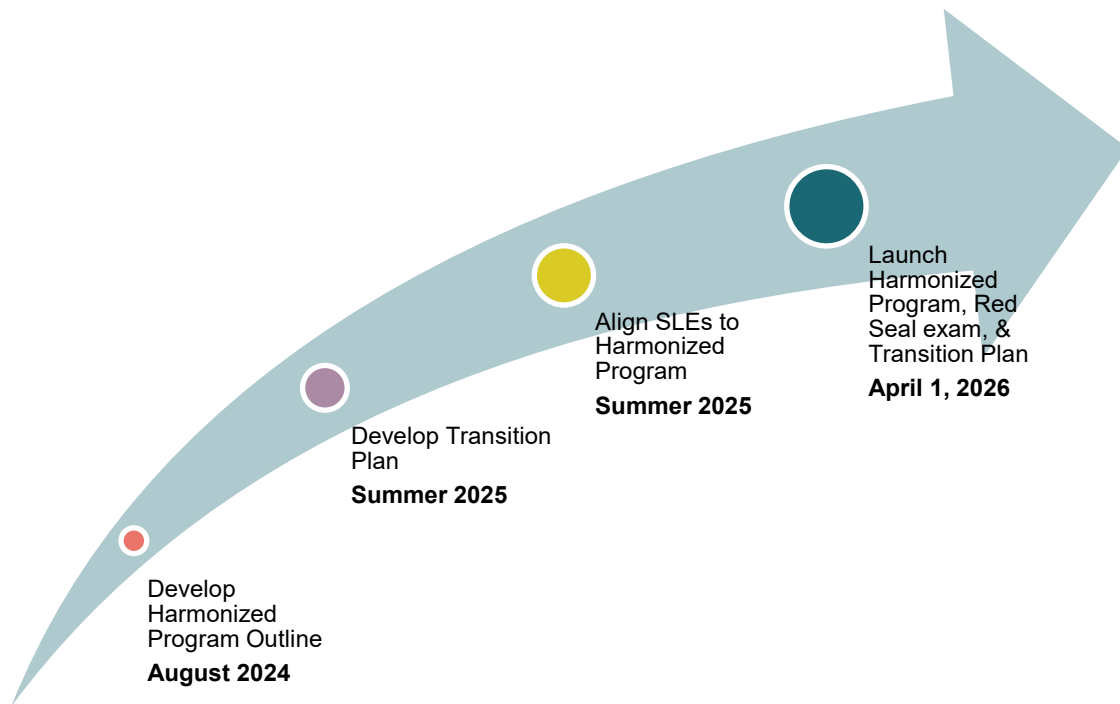 Develop
Harmonized
Program Outline
August 2024
Develop Transition
Plan
Summer 2025
Align SLEs to
Harmonized
Program
Summer 2025
Launch
Harmonized
Program, Red
Seal exam, &
Transition Plan
April 1, 2026